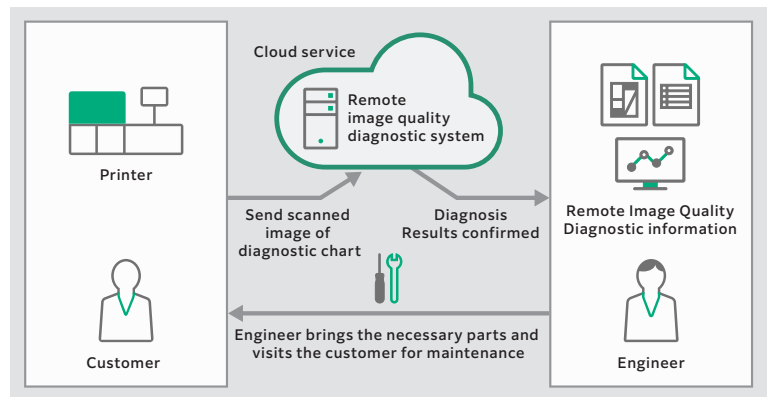 Cloud service
Remote
image quality
diagnostic system
Printer
Send scanned
image of
diagnostic chart
Diagnosis
Results confirmed
Remote Image Quality
Diagnostic information
Customer
Engineer brings the necessary parts and
visits the customer for maintenance
Engineer